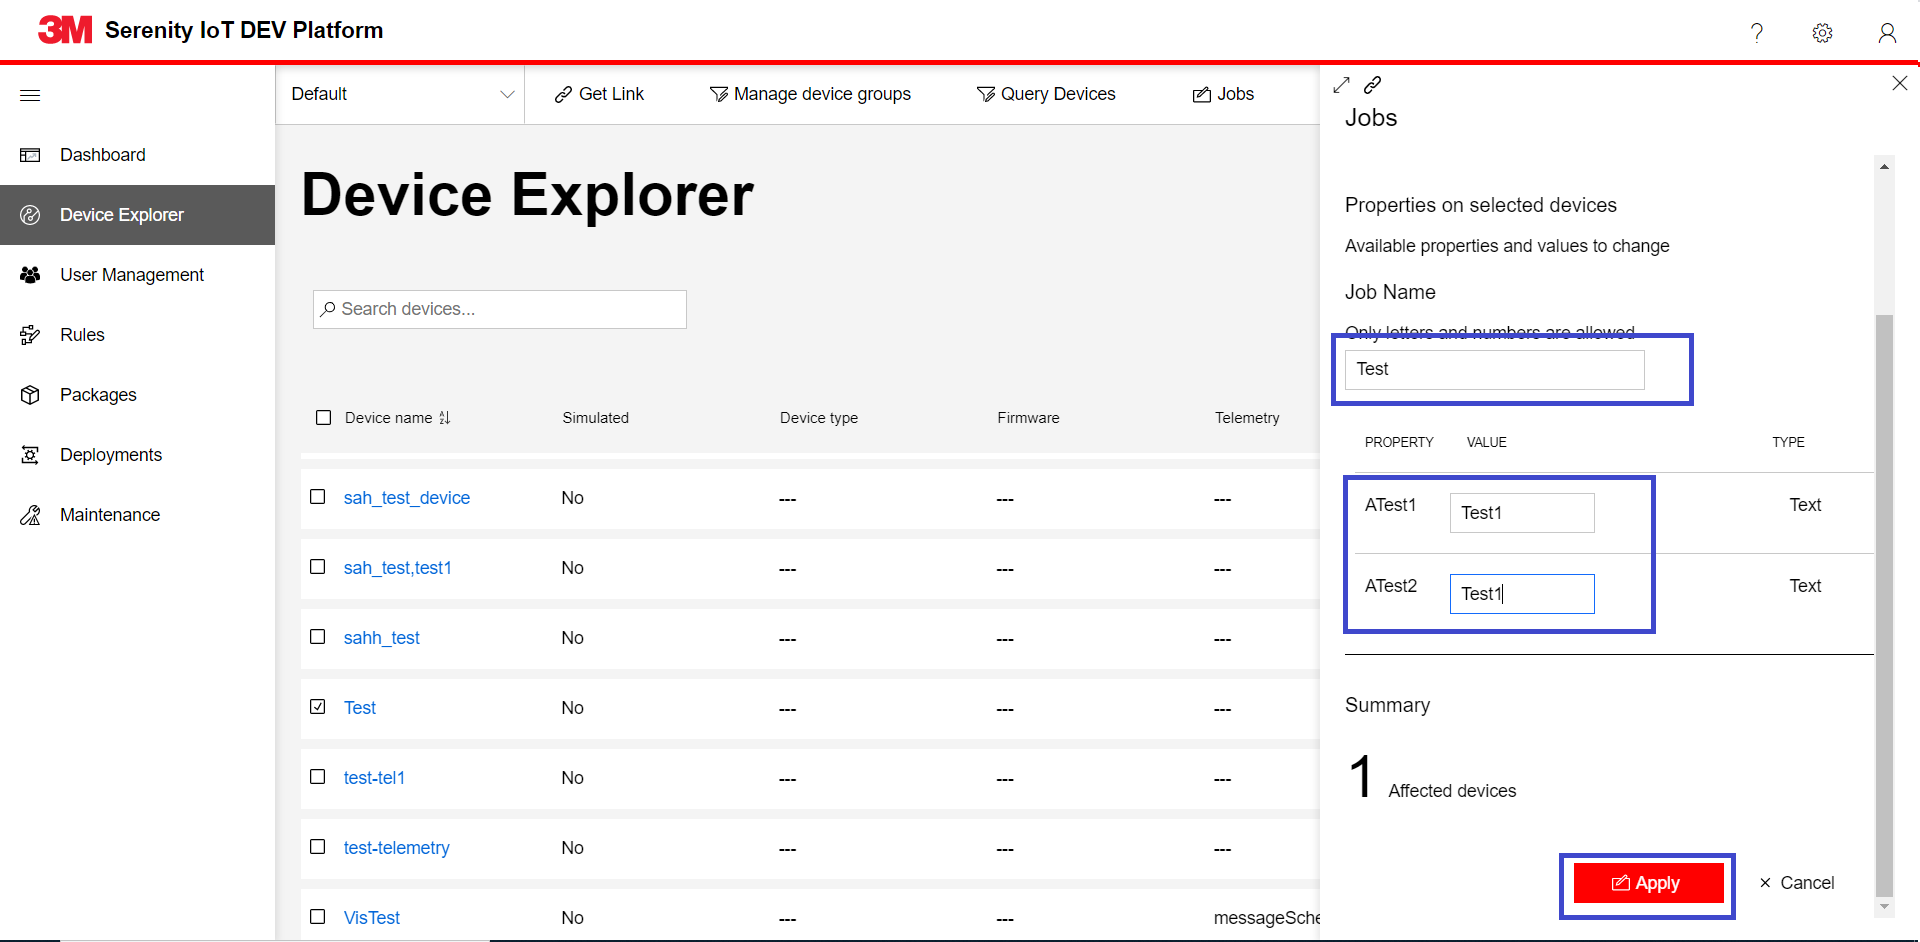 3M Serenity IoT DEV Platform
?
Default
Get Link
Manage device groups
Query Devices
Jobs
Dashboard
Device Explorer
User Management
Rules
Packages
Deployments
Maintenance
Device Explorer
Search devices...
Device name Simulated Device type Firmware Telemetry
sah_test_device No --- --- ---
sah_test,test1 No --- --- ---
sahh_test No --- --- ---
Test No --- --- ---
test-tel1 No --- --- ---
test-telemetry No --- --- ---
VisTest No --- --- messageSche
Jobs
Properties on selected devices
Available properties and values to change
Job Name
Only letters and numbers are allowed
Test
PROPERTY VALUE TYPE
ATest1 Test1 Text
ATest2 Test1 Text
Summary
1 Affected devices
Apply
Cancel